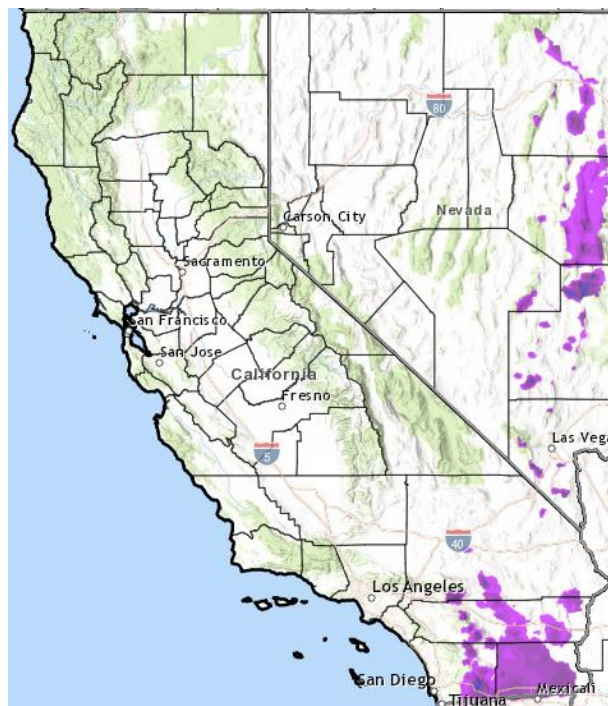 80
Carson City
Nevada
Sacramento
San Francisco
San Jose
California
Fresno
5
Las Vega
40
Los Angeles
San Diego
Mexicali
Tijuana